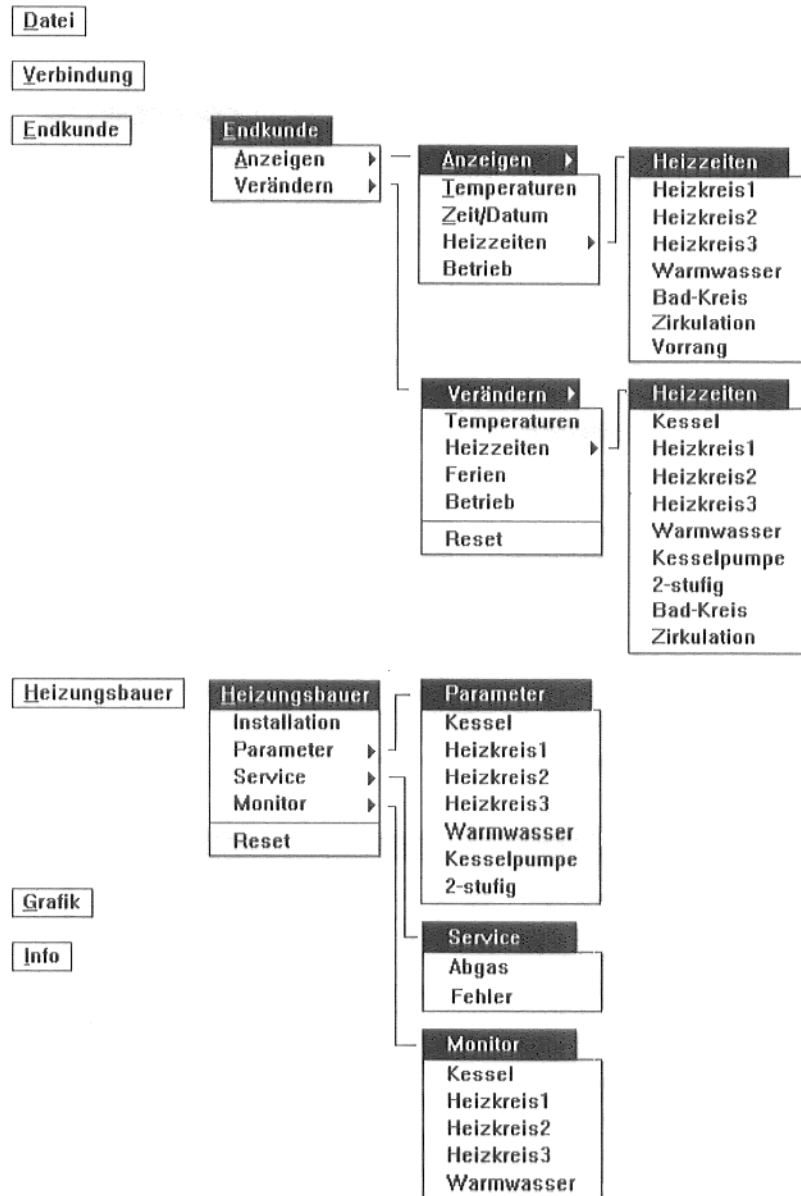 Datei
Verbindung
Endkunde
Endkunde
Anzeigen
Verändern
Anzeigen
Temperaturen
Zeit/Datum
Heizzeiten
Betrieb
Heizzeiten
Heizkreis1
Heizkreis2
Heizkreis3
Warmwasser
Bad-Kreis
Zirkulation
Vorrang
Verändern
Temperaturen
Heizzeiten
Ferien
Betrieb
Reset
Heizzeiten
Kessel
Heizkreis1
Heizkreis2
Heizkreis3
Warmwasser
Kesselpumpe
2-stufig
Bad-Kreis
Zirkulation
Heizungsbauer
Heizungsbauer
Installation
Parameter
Service
Monitor
Reset
Parameter
Kessel
Heizkreis1
Heizkreis2
Heizkreis3
Warmwasser
Kesselpumpe
2-stufig
Grafik
Info
Service
Abgas
Fehler
Monitor
Kessel
Heizkreis1
Heizkreis2
Heizkreis3
Warmwasser